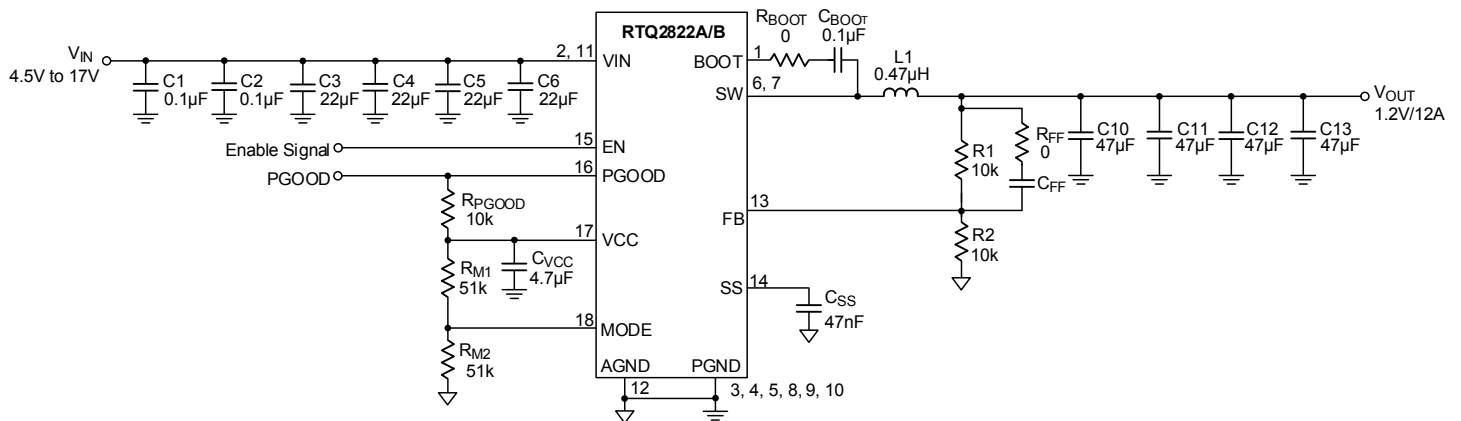 RTQ2822A/B
V_IN
4.5V to 17V
C1
0.1µF
C2
0.1µF
C3
22µF
C4
22µF
C5
22µF
C6
22µF
2, 11
VIN
Enable Signal
15
EN
PGOOD
16
PGOOD
R_PGOOD
10k
17
VCC
C_VCC
4.7µF
R_M1
51k
18
MODE
R_M2
51k
AGND
12
PGND
3, 4, 5, 8, 9, 10
BOOT
1
R_BOOT
0
C_BOOT
0.1µF
SW
6, 7
L1
0.47µH
R1
10k
R_FF
0
C_FF
FB
13
R2
10k
SS
14
C_SS
47nF
C10
47µF
C11
47µF
C12
47µF
C13
47µF
V_OUT
1.2V/12A